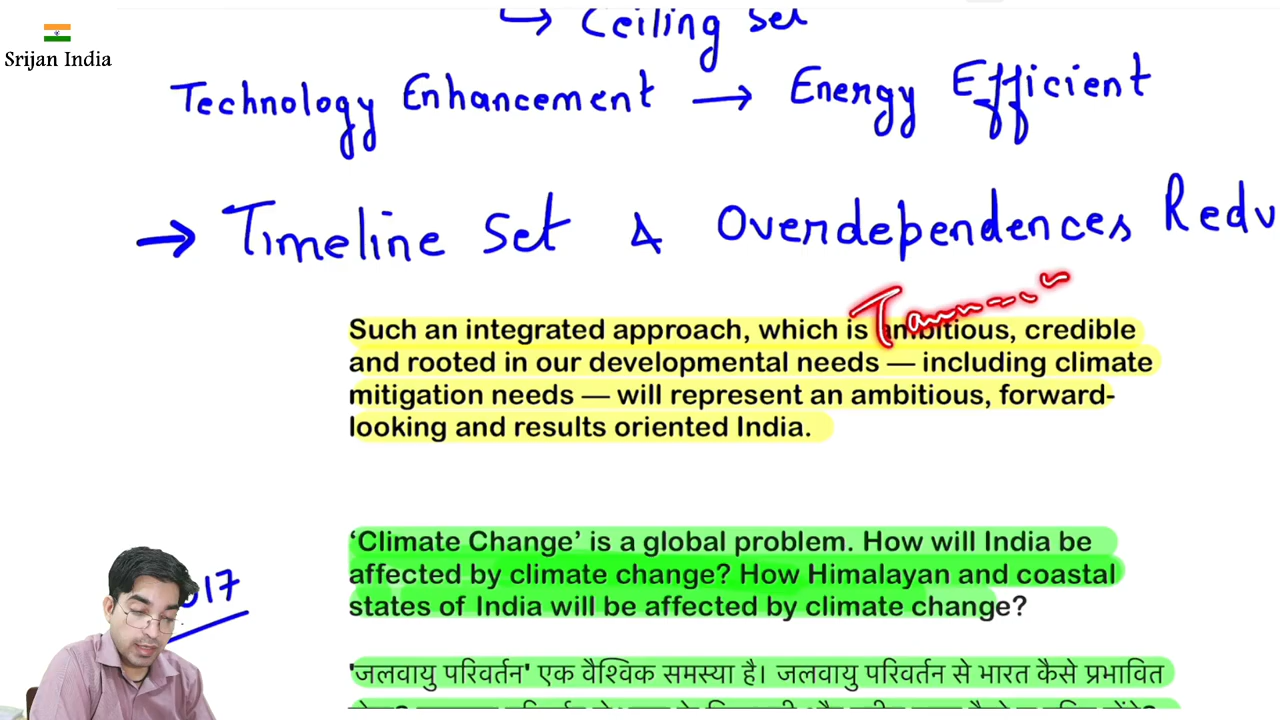 Srijan India
↳ Ceiling set
Technology Enhancement → Energy Efficient
→ Timeline Set & Overdependences Redu
Such an integrated approach, which is ambitious, credible
and rooted in our developmental needs — including climate
mitigation needs — will represent an ambitious, forward-
looking and results oriented India.
‘Climate Change’ is a global problem. How will India be
affected by climate change? How Himalayan and coastal
states of India will be affected by climate change?
'जलवायु परिवर्तन' एक वैश्विक समस्या है। जलवायु परिवर्तन से भारत कैसे प्रभावित